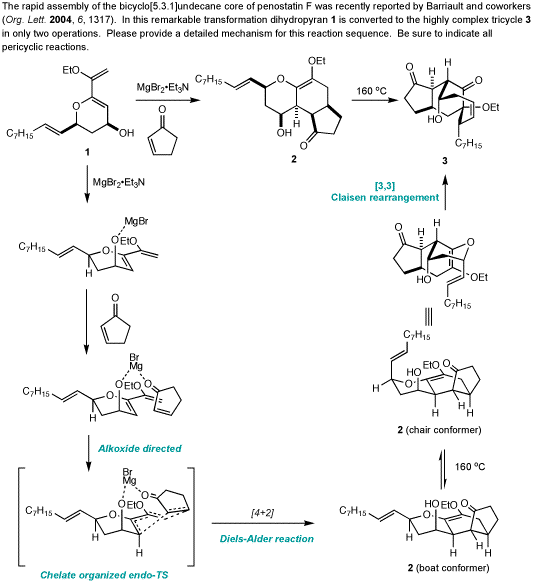 The rapid assembly of the bicyclo[5.3.1]undecane core of penostatin F was recently reported by Barriault and coworkers
(Org. Lett. 2004, 6, 1317). In this remarkable transformation dihydropyran 1 is converted to the highly complex tricycle 3
in only two operations. Please provide a detailed mechanism for this reaction sequence. Be sure to indicate all
pericyclic reactions.
EtO
O
C7H15
OH
1
MgBr2•Et3N
O
C7H15
O
OEt
OH
H
O
2
160 ºC
O
H
H
O
HO
OEt
C7H15
3
MgBr2•Et3N
[3,3]
Claisen rearrangement
MgBr
O
EtO
O
C7H15
H
O
H
H
O
HO
OEt
C7H15
O
C7H15
EtO
O
HO
O
H
H
H
H
2 (chair conformer)
Br
Mg
O
EtO
O
O
C7H15
H
Alkoxide directed
160 ºC
Br
Mg
O
O
EtO
O
C7H15
H
Chelate organized endo-TS
[4+2]
Diels-Alder reaction
HO
EtO
O
O
C7H15
H
H
H
H
2 (boat conformer)